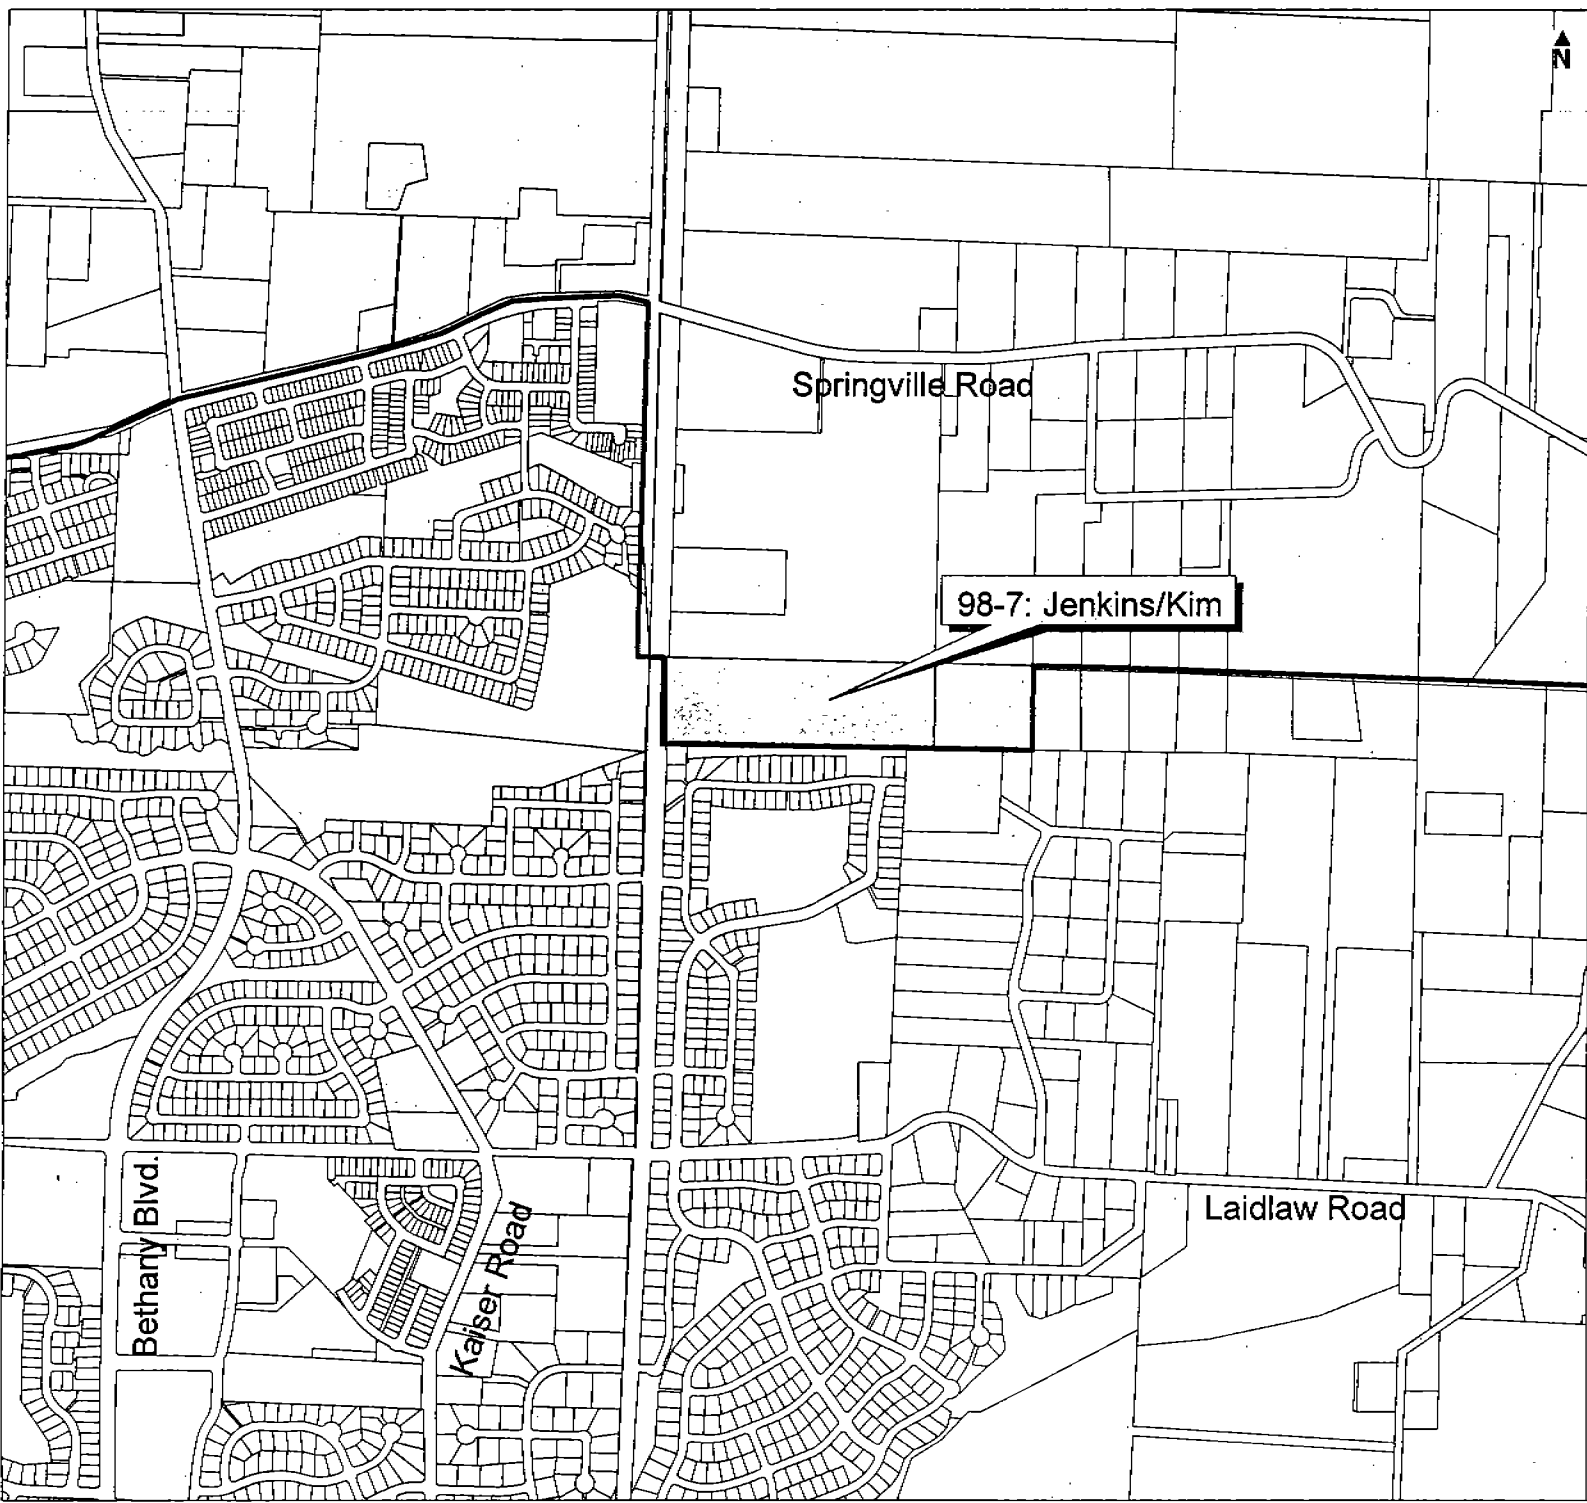 N
Springville Road
98-7: Jenkins/Kim
Laidlaw Road
Bethany Blvd.
Kaiser Road